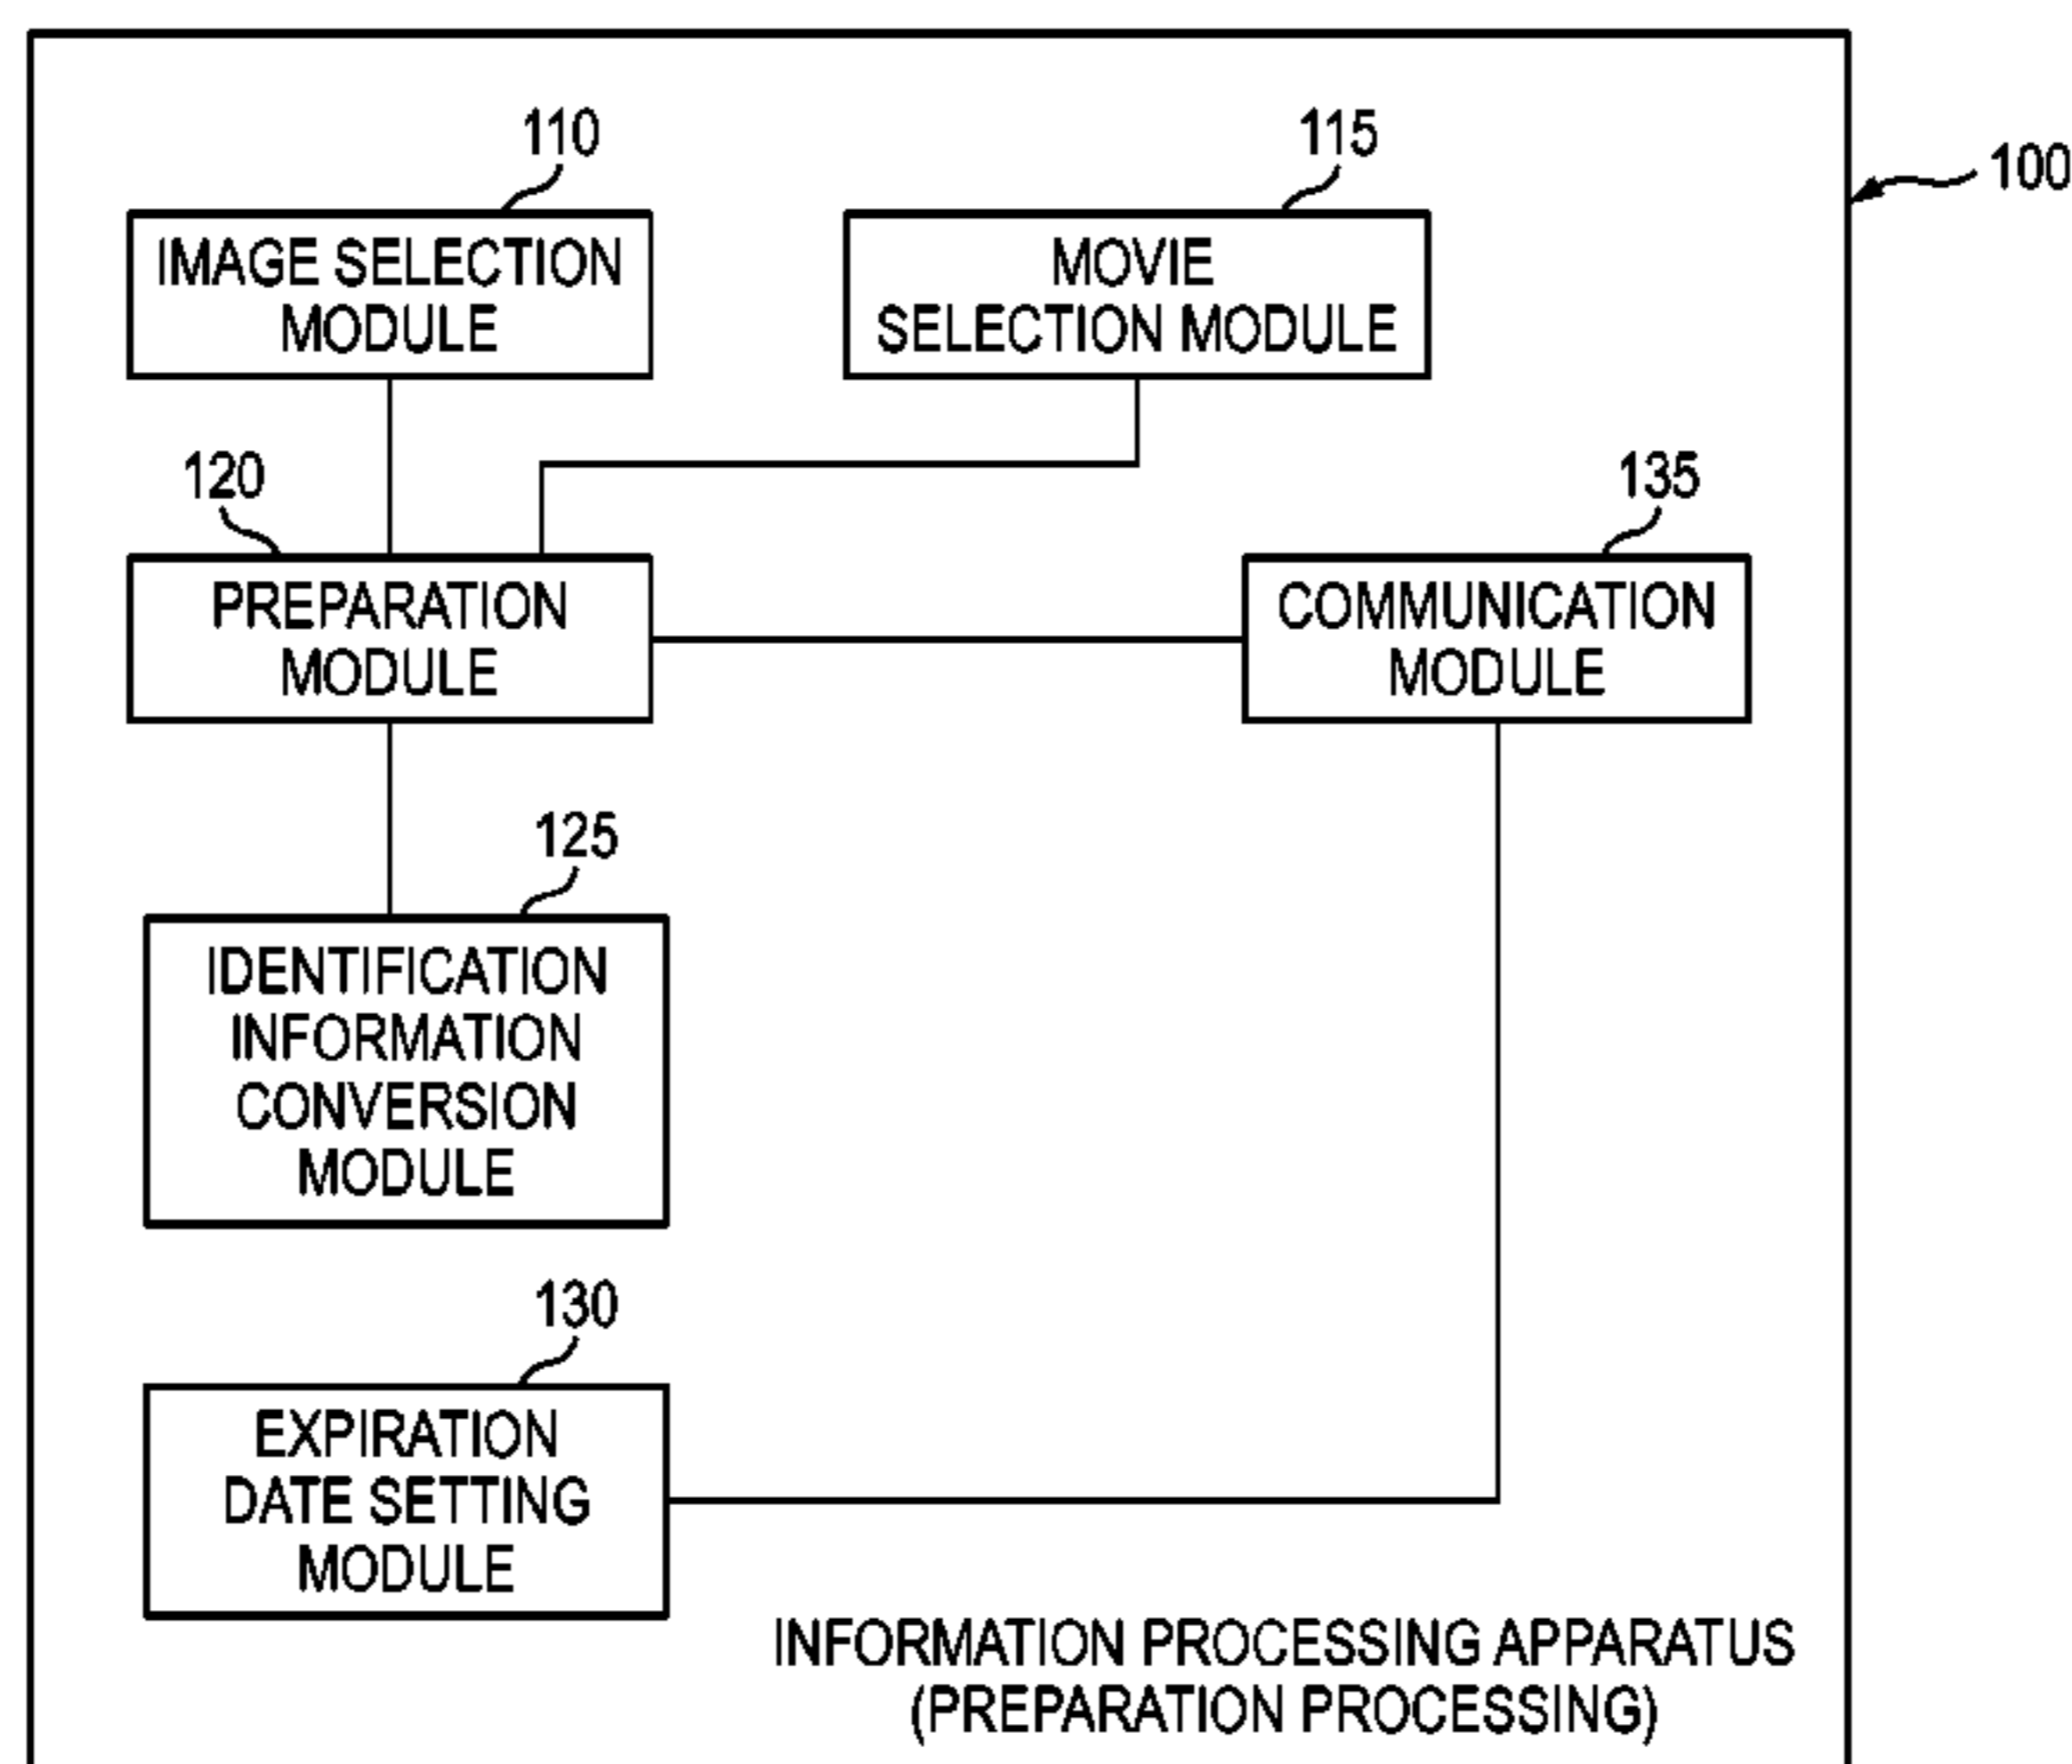 110
115
100
IMAGE SELECTION
MODULE
MOVIE
SELECTION MODULE
120
135
PREPARATION
MODULE
COMMUNICATION
MODULE
125
IDENTIFICATION
INFORMATION
CONVERSION
MODULE
130
EXPIRATION
DATE SETTING
MODULE
INFORMATION PROCESSING APPARATUS
(PREPARATION PROCESSING)